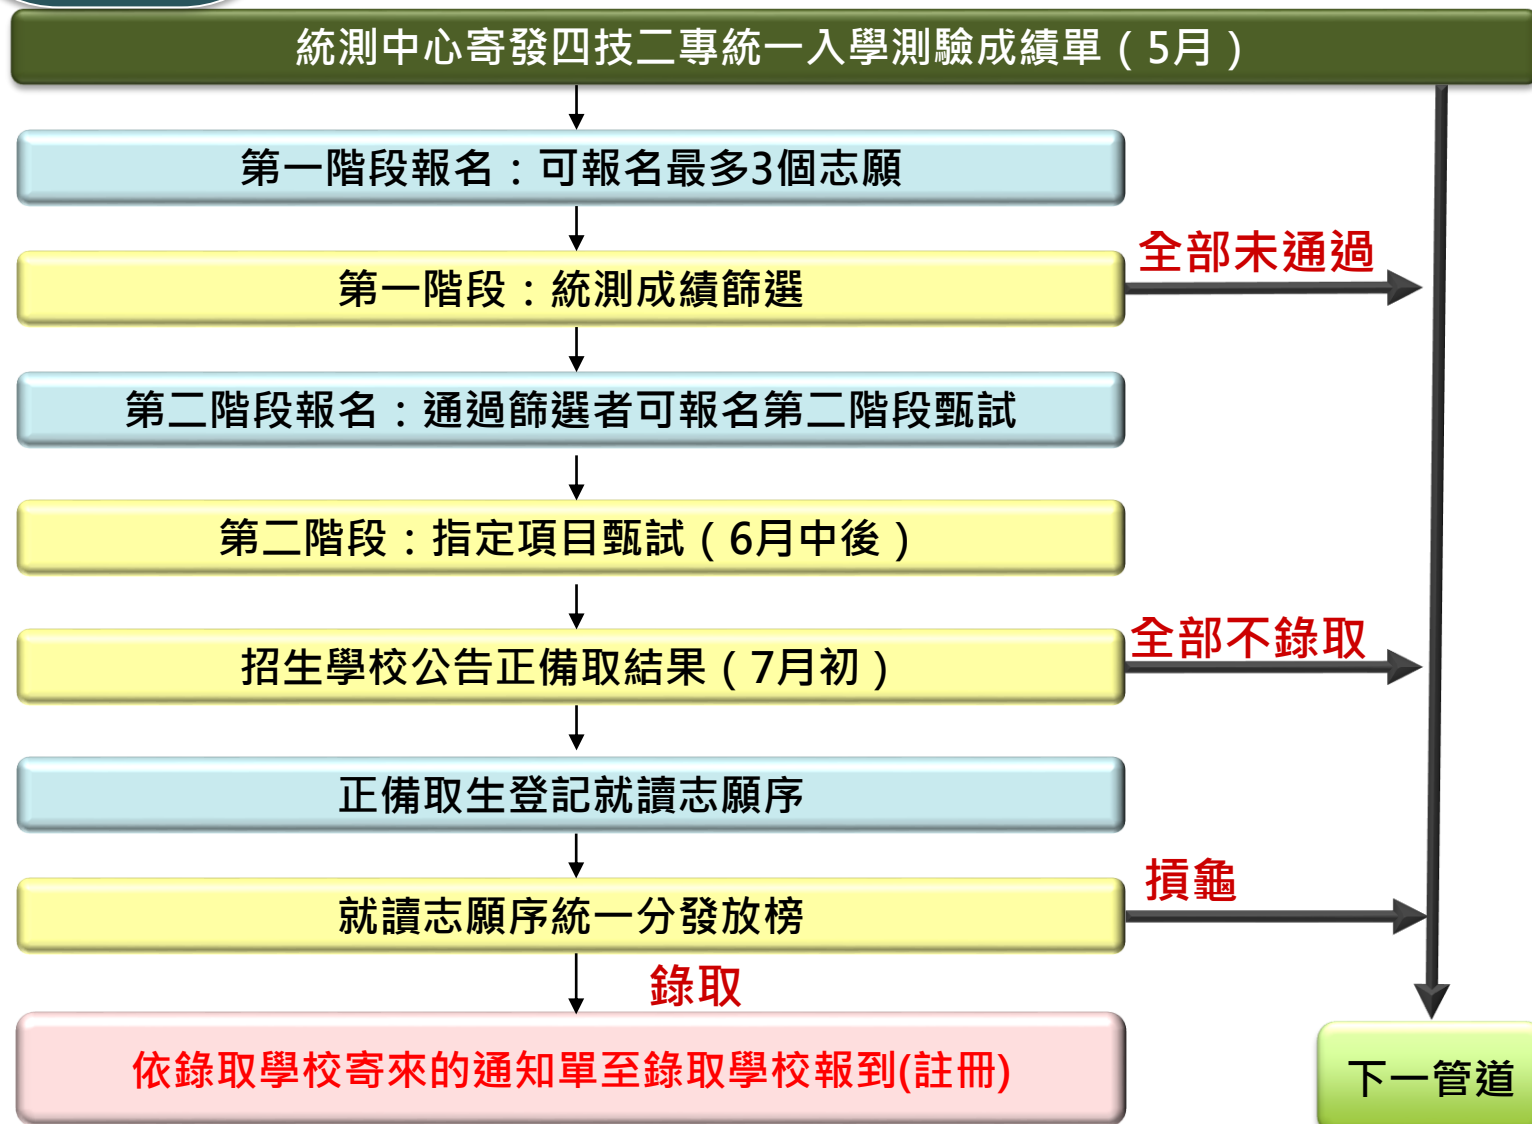 統測中心寄發四技二專統一入學測驗成績單（5月）
第一階段報名：可報名最多3個志願
全部未通過
第一階段：統測成績篩選
第二階段報名：通過篩選者可報名第二階段甄試
第二階段：指定項目甄試（6月中後）
全部不錄取
招生學校公告正備取結果（7月初）
正備取生登記就讀志願序
摃龜
就讀志願序統一分發放榜
錄取
依錄取學校寄來的通知單至錄取學校報到(註冊)
下一管道